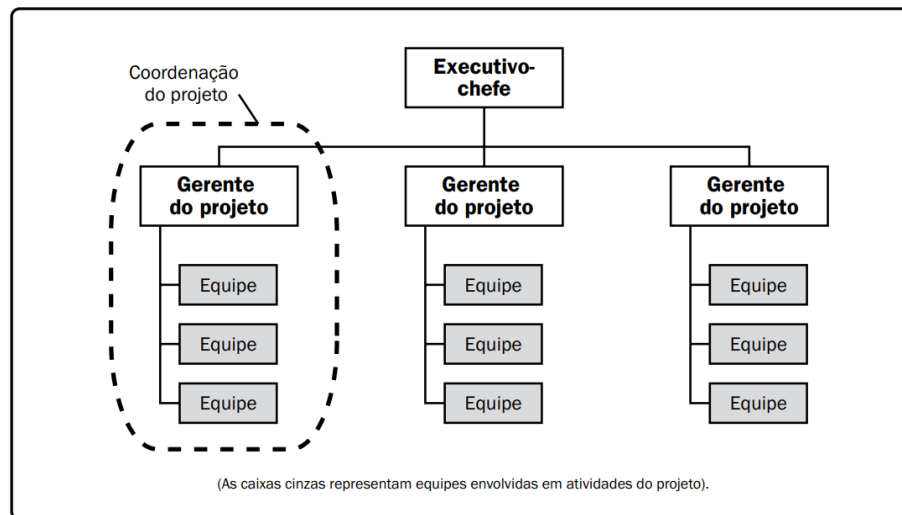 Executivo-
chefe
Coordenação
do projeto
Gerente
do projeto
Gerente
do projeto
Gerente
do projeto
Equipe
Equipe
Equipe
Equipe
Equipe
Equipe
Equipe
Equipe
Equipe
(As caixas cinzas representam equipes envolvidas em atividades do projeto).